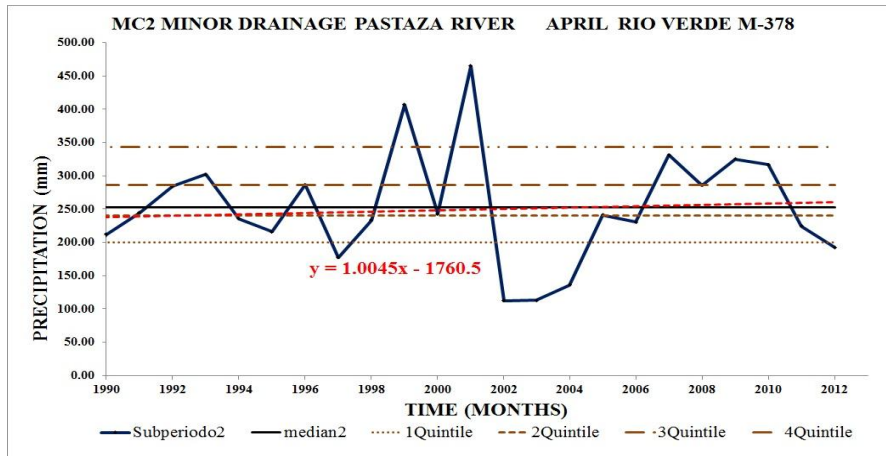 MC2 MINOR DRAINAGE PASTAZA RIVER APRIL RIO VERDE M-378
PRECIPITATION (mm)
500.00
450.00
400.00
350.00
300.00
250.00
200.00
150.00
100.00
50.00
0.00
y = 1.0045x - 1760.5
1990 1992 1994 1996 1998 2000 2002 2004 2006 2008 2010 2012
TIME (MONTHS)
Subperiodo2 median2 1Quintile 2Quintile 3Quintile 4Quintile